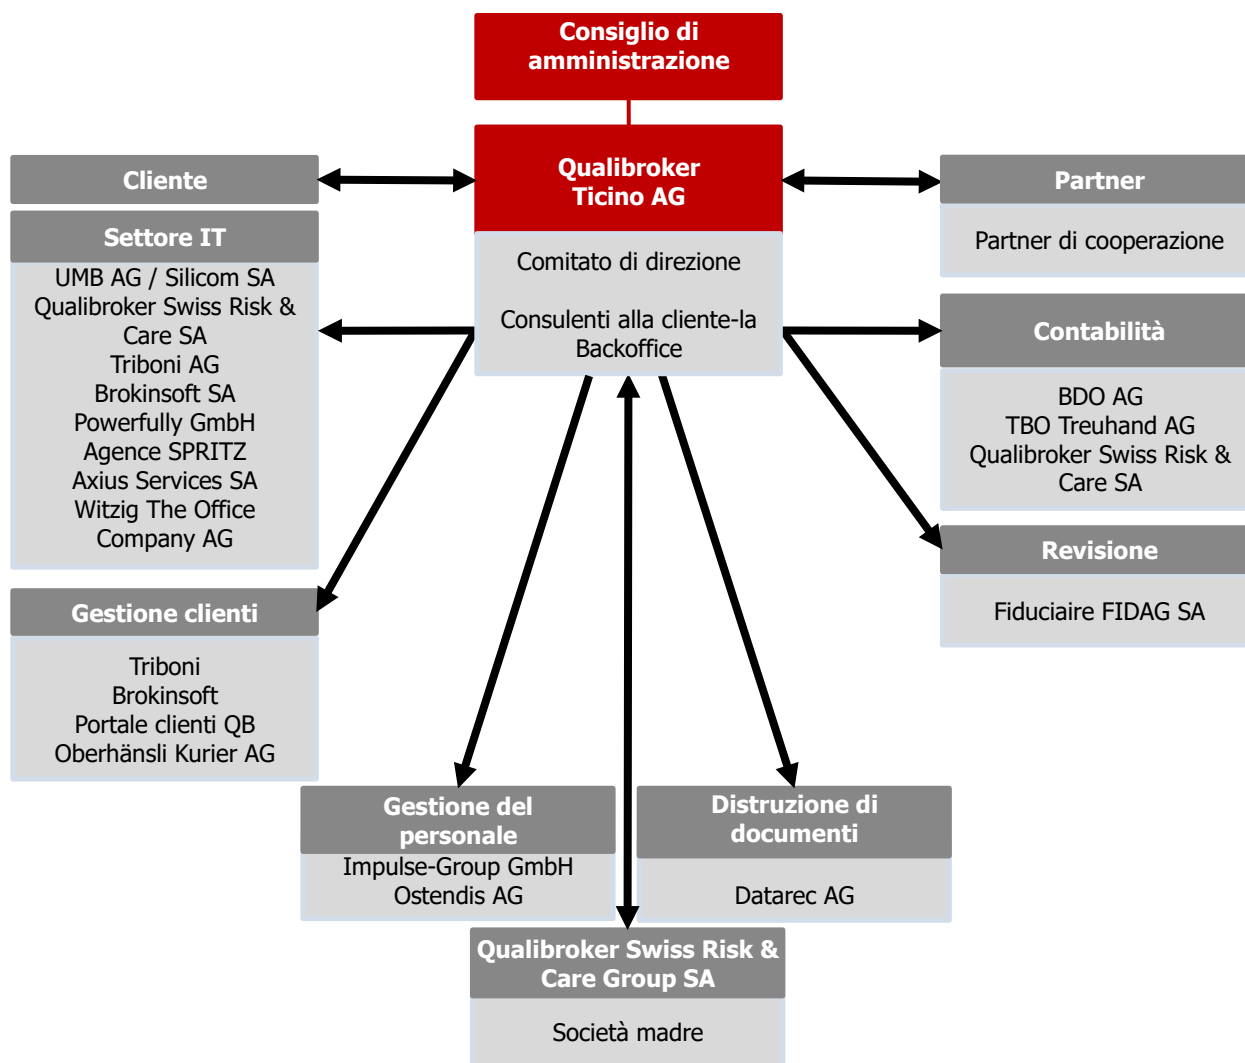 Consiglio di
amministrazione
Qualibroker
Ticino AG
Comitato di direzione
Consulenti alla cliente-la
Backoffice
Cliente
Settore IT
UMB AG / Silicom SA
Qualibroker Swiss Risk &
Care SA
Triboni AG
Brokinsoft SA
Powerfully GmbH
Agence SPRITZ
Axius Services SA
Witzig The Office
Company AG
Gestione clienti
Triboni
Brokinsoft
Portale clienti QB
Oberhänsli Kurier AG
Partner
Partner di cooperazione
Contabilità
BDO AG
TBO Treuhand AG
Qualibroker Swiss Risk &
Care SA
Revisione
Fiduciaire FIDAG SA
Gestione del
personale
Impulse-Group GmbH
Ostendis AG
Distruzione di
documenti
Datarec AG
Qualibroker Swiss Risk &
Care Group SA
Società madre